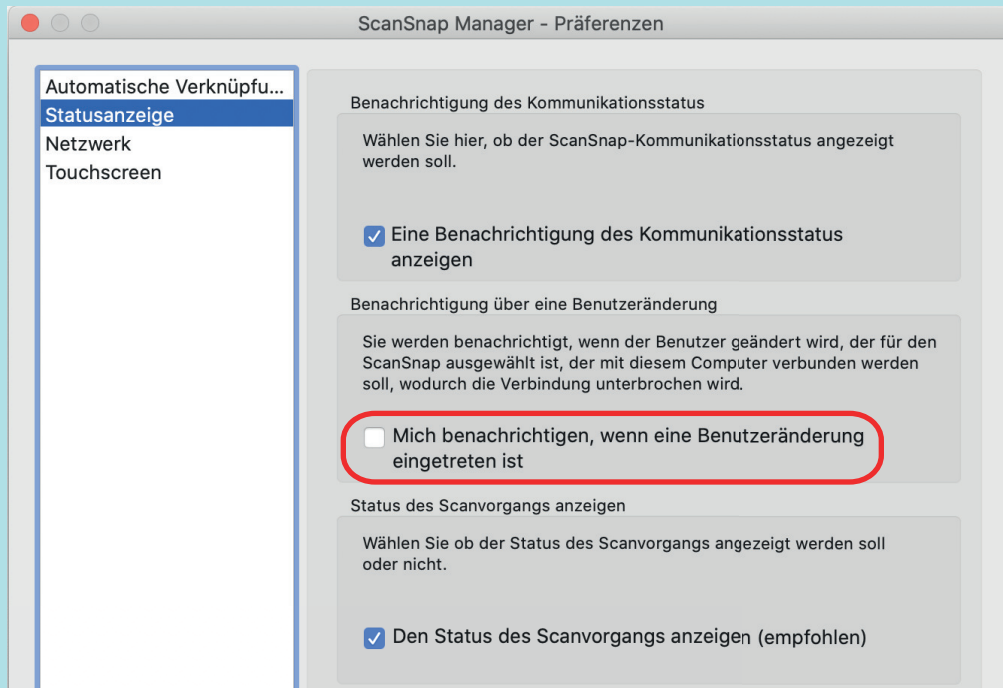 ScanSnap Manager - Präferenzen
Automatische Verknüpfu...
Statusanzeige
Netzwerk
Touchscreen
Benachrichtigung des Kommunikationsstatus
Wählen Sie hier, ob der ScanSnap-Kommunikationsstatus angezeigt
werden soll.
Eine Benachrichtigung des Kommunikationsstatus
anzeigen
Benachrichtigung über eine Benutzeränderung
Sie werden benachrichtigt, wenn der Benutzer geändert wird, der für den
ScanSnap ausgewählt ist, der mit diesem Computer verbunden werden
soll, wodurch die Verbindung unterbrochen wird.
Mich benachrichtigen, wenn eine Benutzeränderung
eingetreten ist
Status des Scanvorgangs anzeigen
Wählen Sie ob der Status des Scanvorgangs angezeigt werden soll
oder nicht.
Den Status des Scanvorgangs anzeigen (empfohlen)